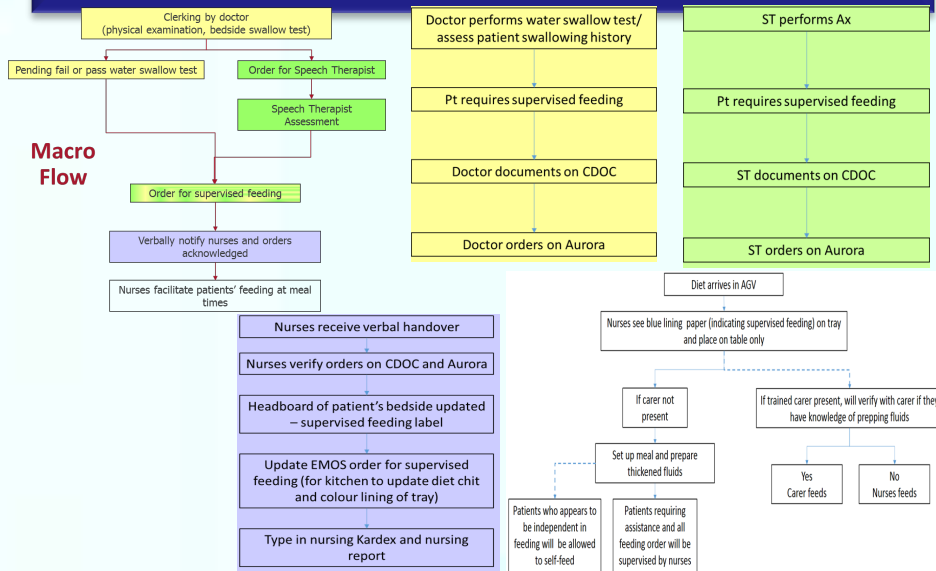 Clerking by doctor
(physical examination, bedside swallow test)
Pending fail or pass water swallow test
Order for Speech Therapist
Speech Therapist
Assessment
Macro
Flow
Order for supervised feeding
Verbally notify nurses and orders
acknowledged
Nurses facilitate patients' feeding at meal
times
Doctor performs water swallow test/
assess patient swallowing history
Pt requires supervised feeding
Doctor documents on CDOC
Doctor orders on Aurora
ST performs Ax
Pt requires supervised feeding
ST documents on CDOC
ST orders on Aurora
Nurses receive verbal handover
Nurses verify orders on CDOC and Aurora
Headboard of patient's bedside updated
– supervised feeding label
Update EMOS order for supervised
feeding (for kitchen to update diet chit
and colour lining of tray)
Type in nursing Kardex and nursing
report
Diet arrives in AGV
Nurses see blue lining paper (indicating supervised feeding) on tray
and place on table only
If carer not
present
If trained carer present, will verify with carer if they
have knowledge of prepping fluids
Set up meal and prepare
thickened fluids
Yes
Carer feeds
No
Nurses feeds
Patients who appears to
be independent in
feeding will be allowed
to self-feed
Patients requiring
assistance and all
feeding order will be
supervised by nurses